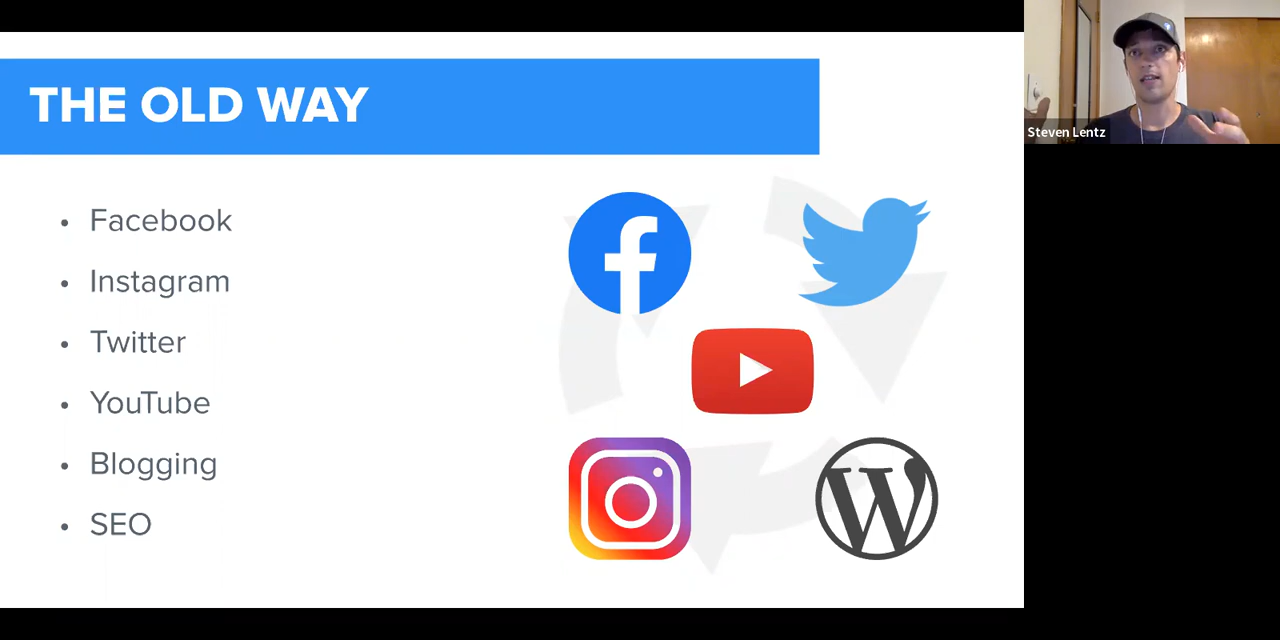 THE OLD WAY
• Facebook
• Instagram
• Twitter
• YouTube
• Blogging
• SEO
Steven Lentz